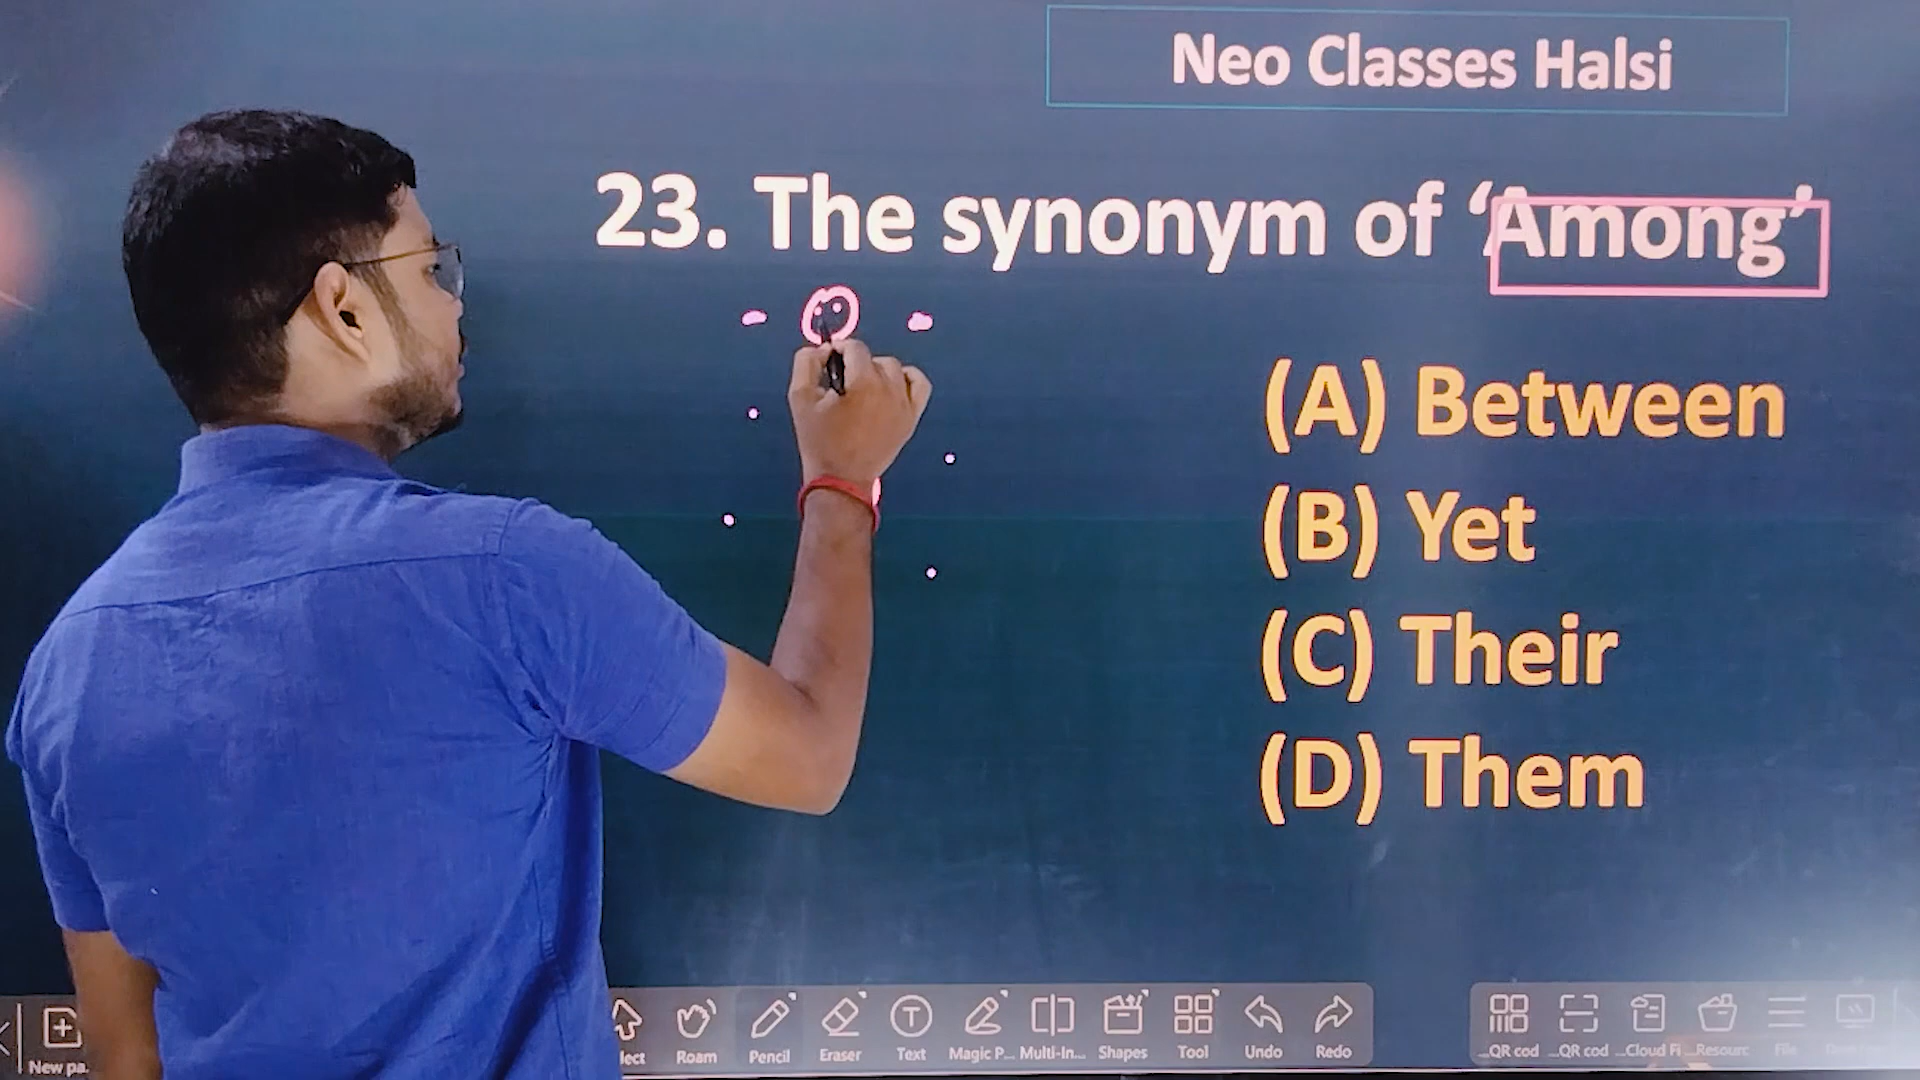 Neo Classes Halsi
23. The synonym of ‘Among’
(A) Between
(B) Yet
(C) Their
(D) Them
New pa.
lect Roam Pencil Eraser Text Magic P... Multi-In... Shapes Tool Undo Redo
...QR cod ...QR cod ...Cloud Fi ...Resourc File